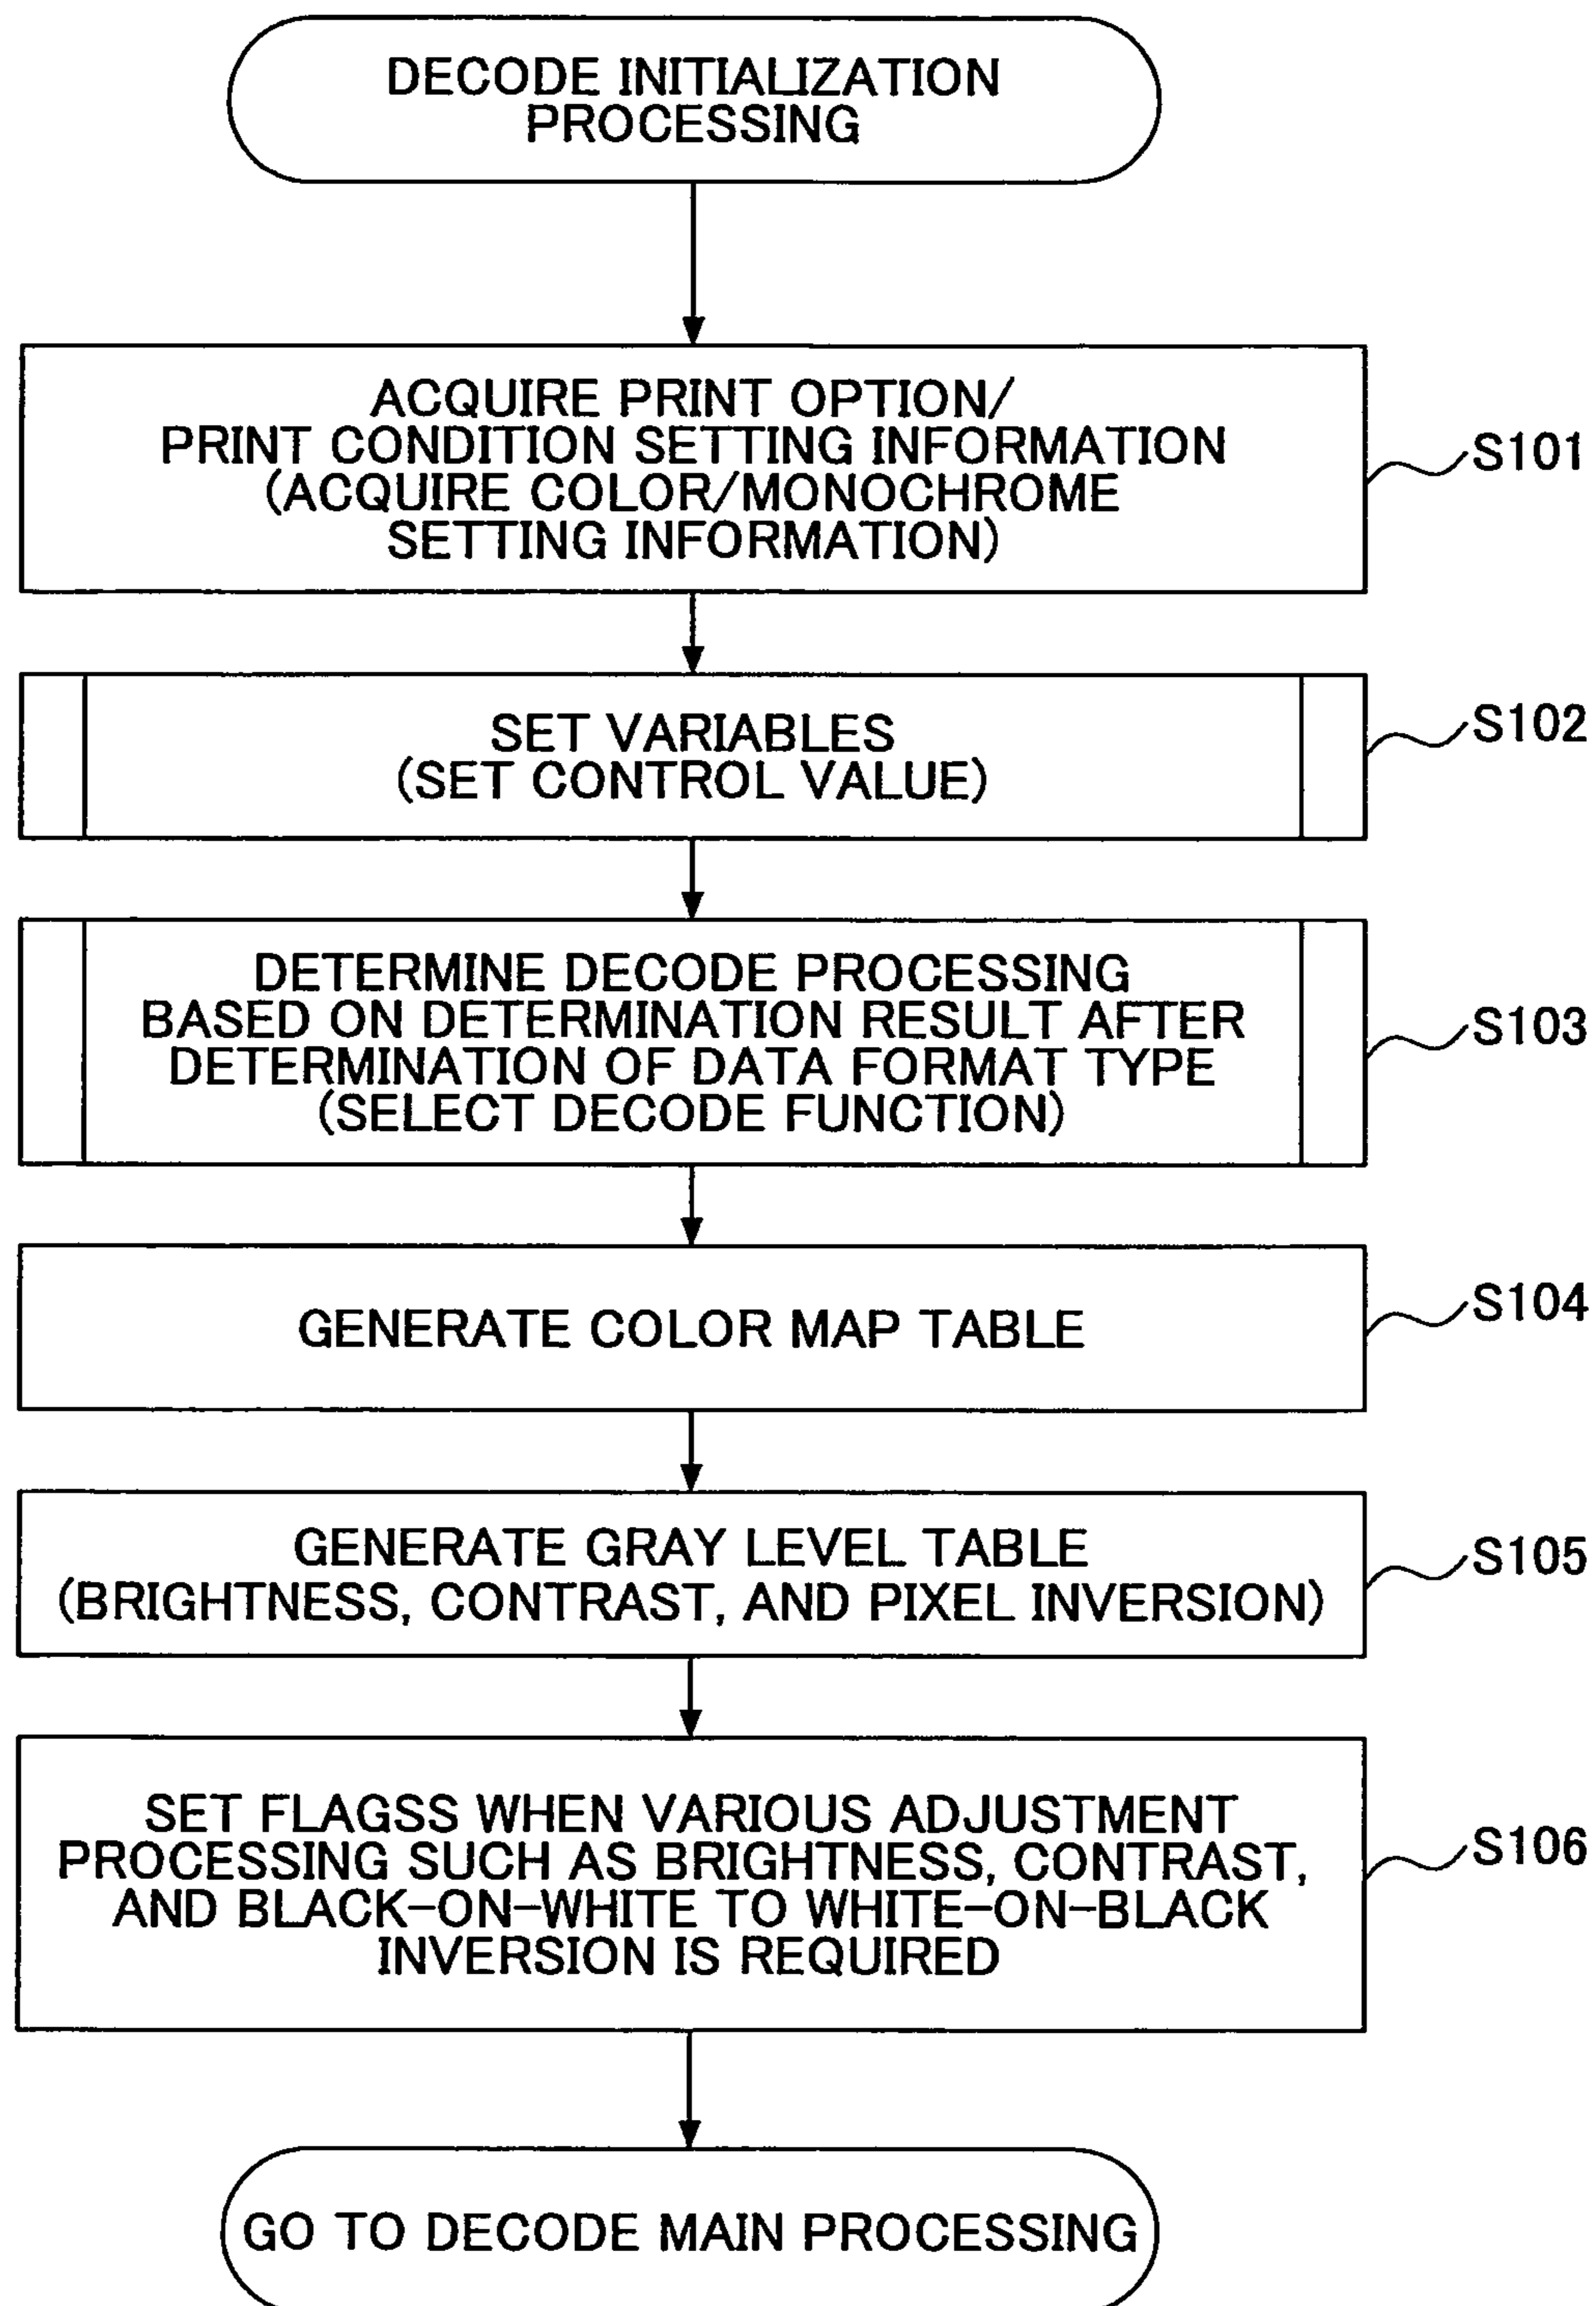 DECODE INITIALIZATION
PROCESSING
ACQUIRE PRINT OPTION/
PRINT CONDITION SETTING INFORMATION
(ACQUIRE COLOR/MONOCHROME
SETTING INFORMATION)
S101
SET VARIABLES
(SET CONTROL VALUE)
S102
DETERMINE DECODE PROCESSING
BASED ON DETERMINATION RESULT AFTER
DETERMINATION OF DATA FORMAT TYPE
(SELECT DECODE FUNCTION)
S103
GENERATE COLOR MAP TABLE
S104
GENERATE GRAY LEVEL TABLE
(BRIGHTNESS, CONTRAST, AND PIXEL INVERSION)
S105
SET FLAGSS WHEN VARIOUS ADJUSTMENT
PROCESSING SUCH AS BRIGHTNESS, CONTRAST,
AND BLACK-ON-WHITE TO WHITE-ON-BLACK
INVERSION IS REQUIRED
S106
GO TO DECODE MAIN PROCESSING